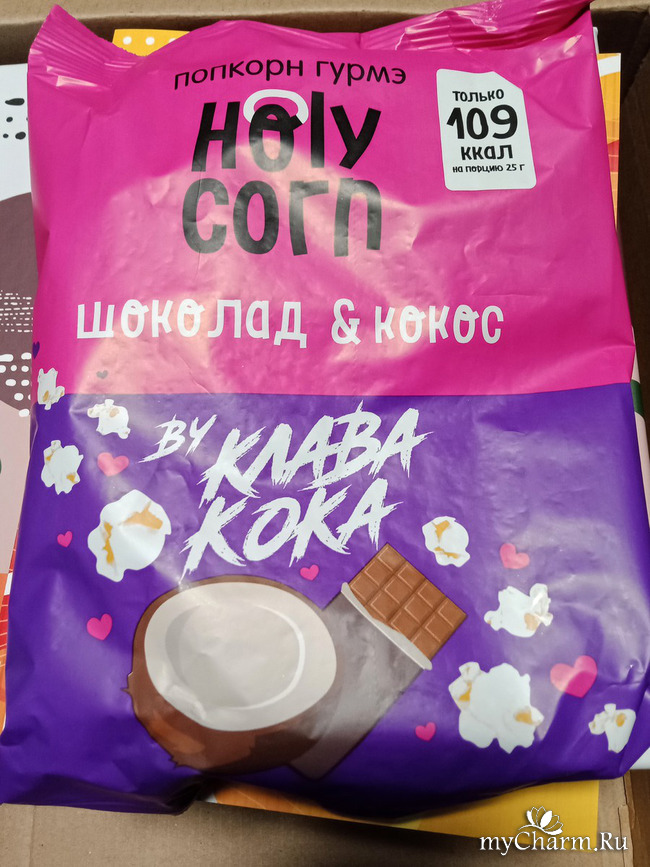 попкорн гурмэ
Holy
Corn
только
109
ккал
на порцию 25 г
шоколад & кокос
BY КЛАВА
КОКА
myCharm.Ru